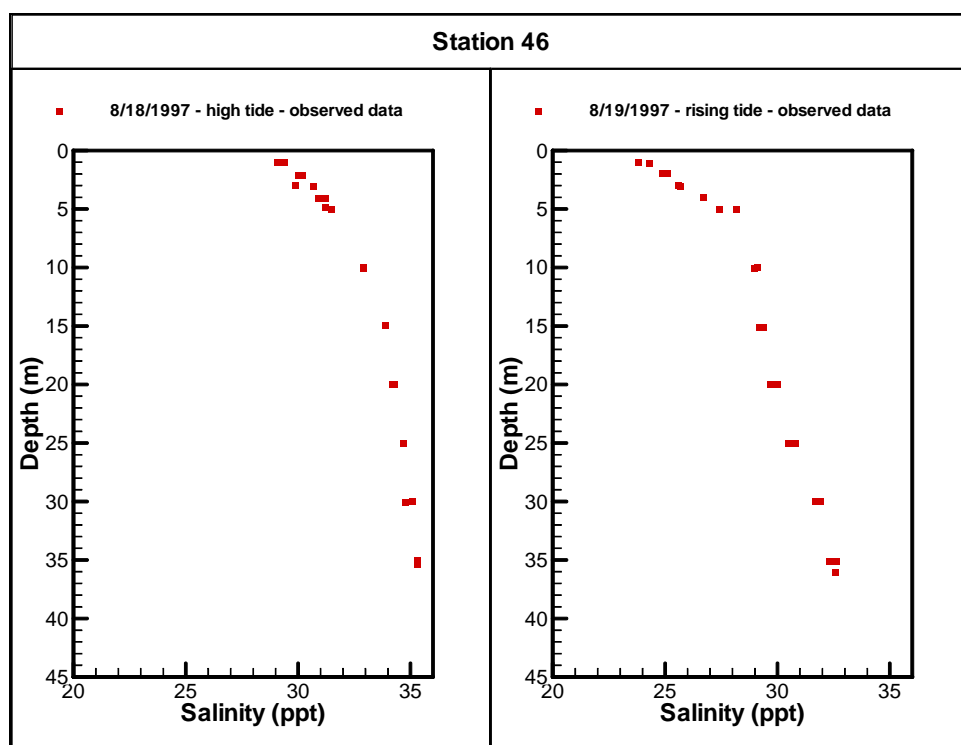 Station 46
8/18/1997 - high tide - observed data
0
5
10
15
20
25
30
35
40
45
Depth (m)
20 25 30 35
Salinity (ppt)
8/19/1997 - rising tide - observed data
0
5
10
15
20
25
30
35
40
45
Depth (m)
20 25 30 35
Salinity (ppt)